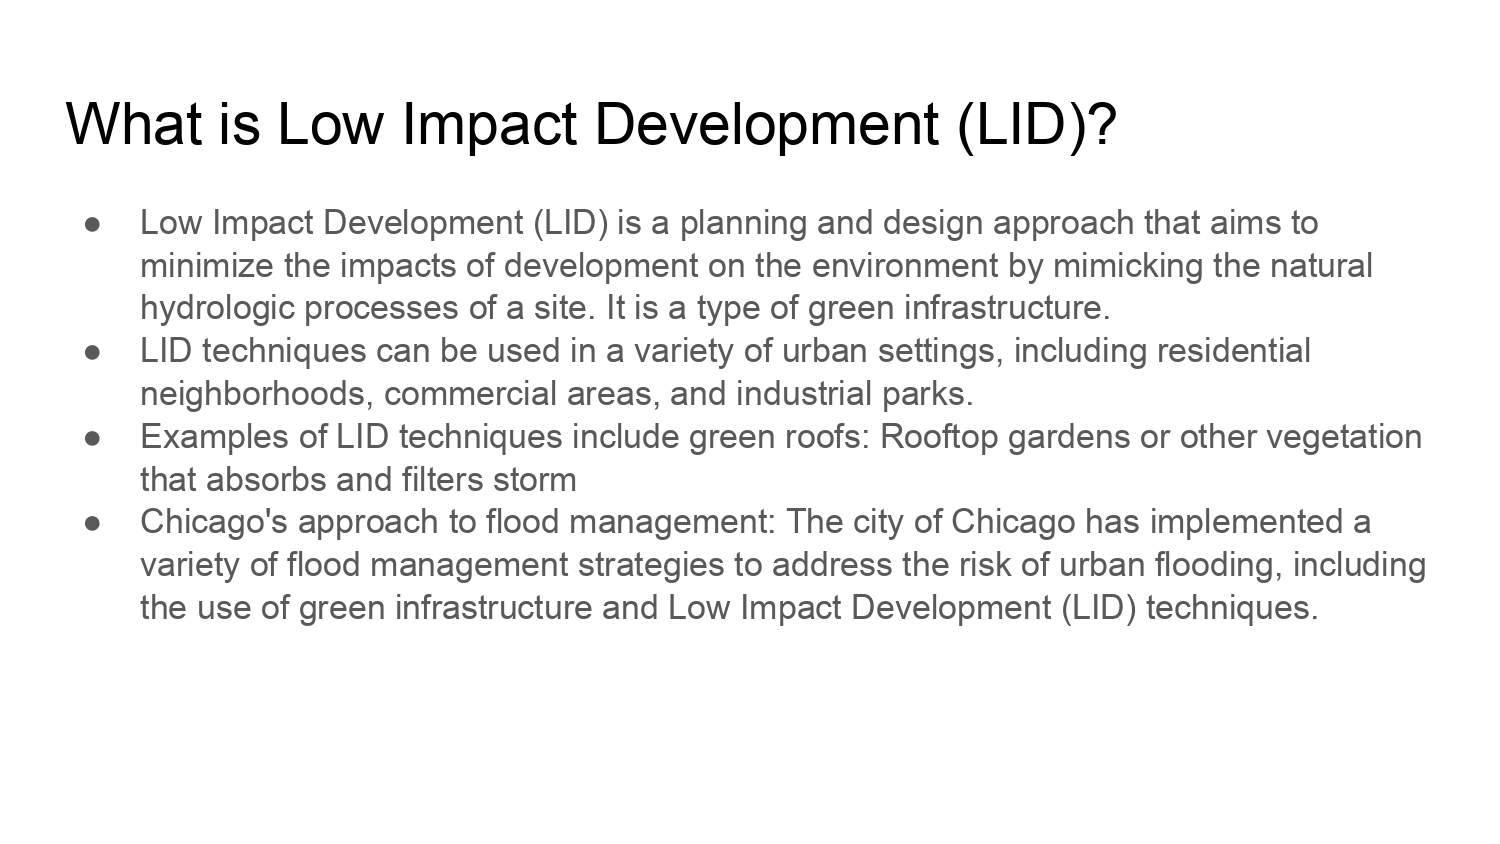 What is Low Impact Development (LID)?
● Low Impact Development (LID) is a planning and design approach that aims to
minimize the impacts of development on the environment by mimicking the natural
hydrologic processes of a site. It is a type of green infrastructure.
● LID techniques can be used in a variety of urban settings, including residential
neighborhoods, commercial areas, and industrial parks.
● Examples of LID techniques include green roofs: Rooftop gardens or other vegetation
that absorbs and filters storm
● Chicago's approach to flood management: The city of Chicago has implemented a
variety of flood management strategies to address the risk of urban flooding, including
the use of green infrastructure and Low Impact Development (LID) techniques.